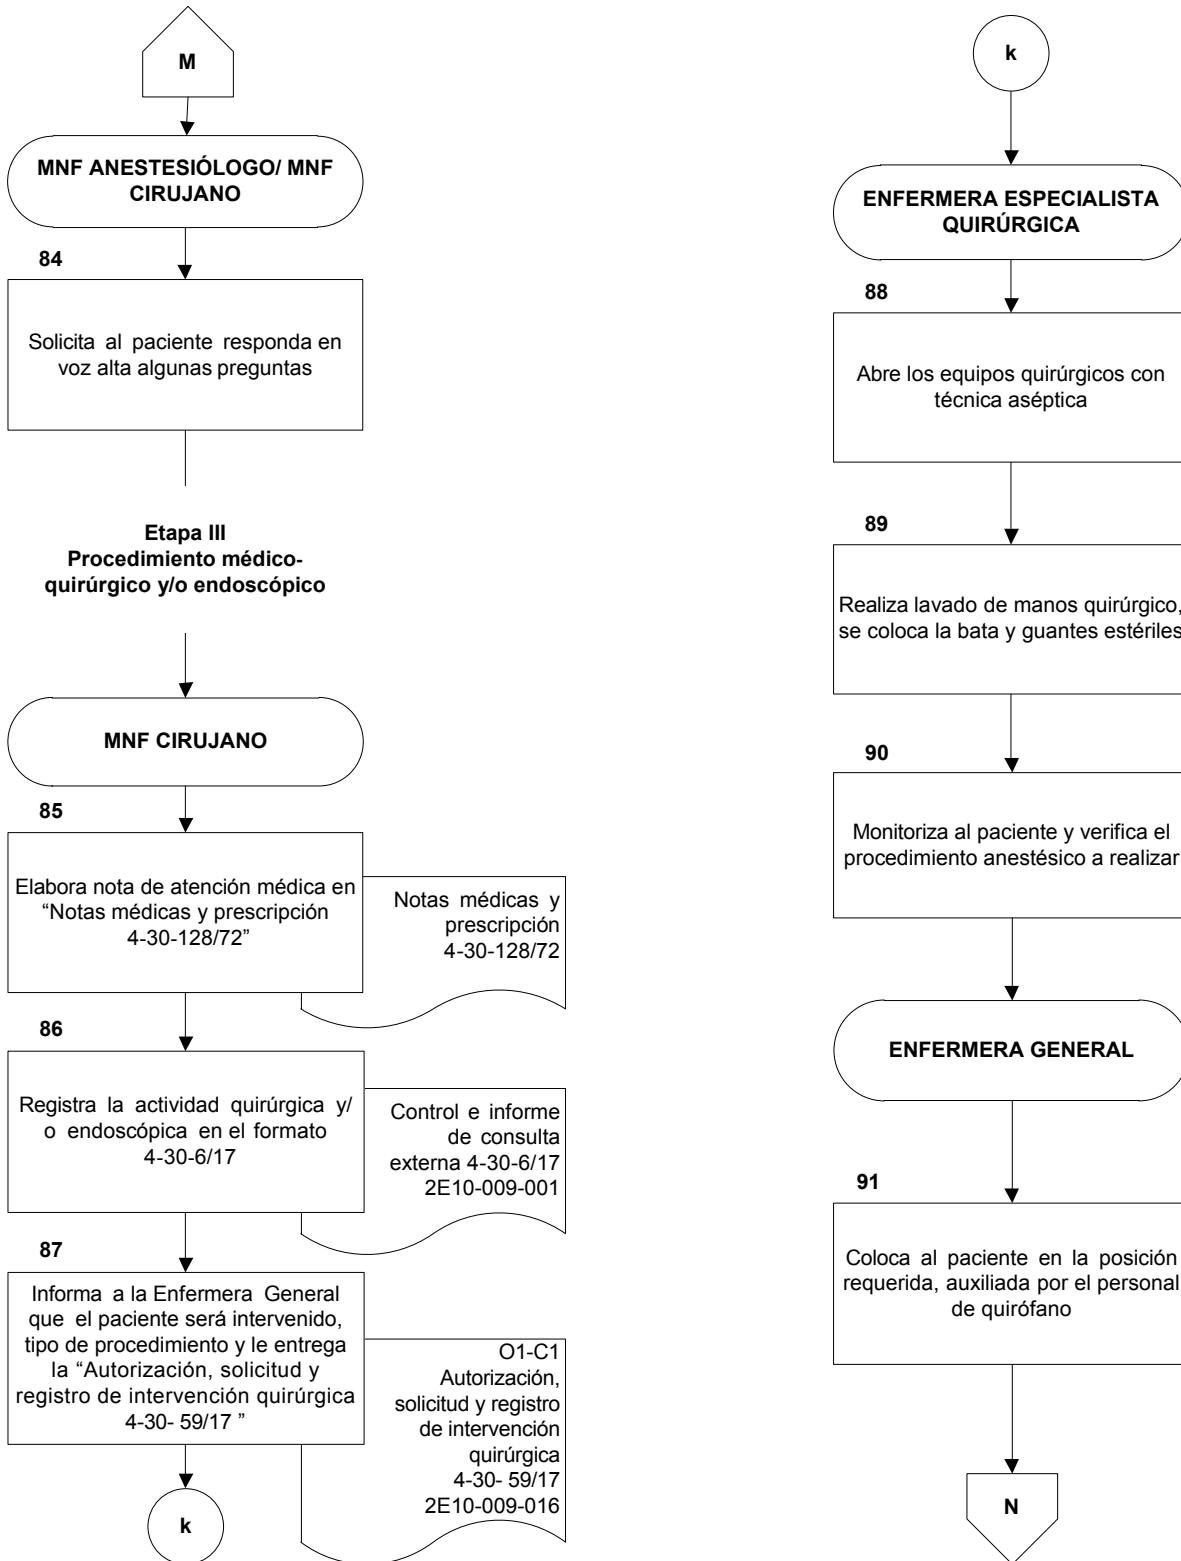 M
MNF ANESTESIÓLOGO/ MNF
CIRUJANO
84
Solicita al paciente responda en
voz alta algunas preguntas
Etapa III
Procedimiento médico-
quirúrgico y/o endoscópico
MNF CIRUJANO
85
Elabora nota de atención médica en
“Notas médicas y prescripción
4-30-128/72”
Notas médicas y
prescripción
4-30-128/72
86
Registra la actividad quirúrgica y/
o endoscópica en el formato
4-30-6/17
Control e informe
de consulta
externa 4-30-6/17
2E10-009-001
87
Informa a la Enfermera General
que el paciente será intervenido,
tipo de procedimiento y le entrega
la “Autorización, solicitud y
registro de intervención quirúrgica
4-30- 59/17 ”
O1-C1
Autorización,
solicitud y registro
de intervención
quirúrgica
4-30- 59/17
2E10-009-016
k
k
ENFERMERA ESPECIALISTA
QUIRÚRGICA
88
Abre los equipos quirúrgicos con
técnica aséptica
89
Realiza lavado de manos quirúrgico,
se coloca la bata y guantes estériles
90
Monitoriza al paciente y verifica el
procedimiento anestésico a realizar
ENFERMERA GENERAL
91
Coloca al paciente en la posición
requerida, auxiliada por el personal
de quirófano
N